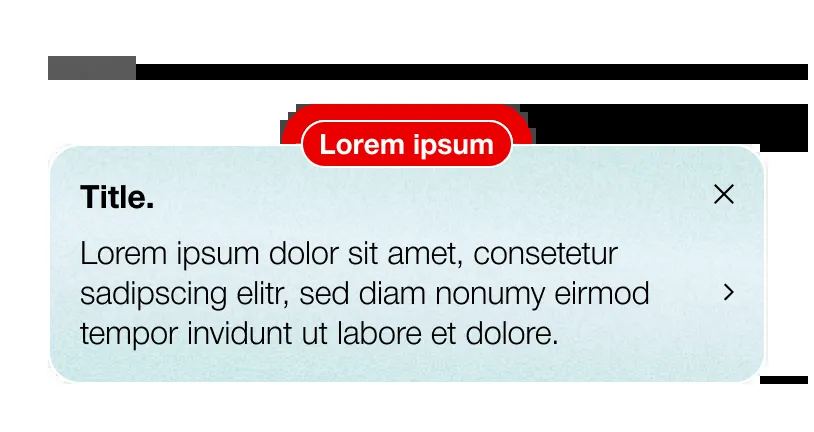 Lorem ipsum
Title.
Lorem ipsum dolor sit amet, consetetur
sadipscing elitr, sed diam nonumy eirmod
tempor invidunt ut labore et dolore.